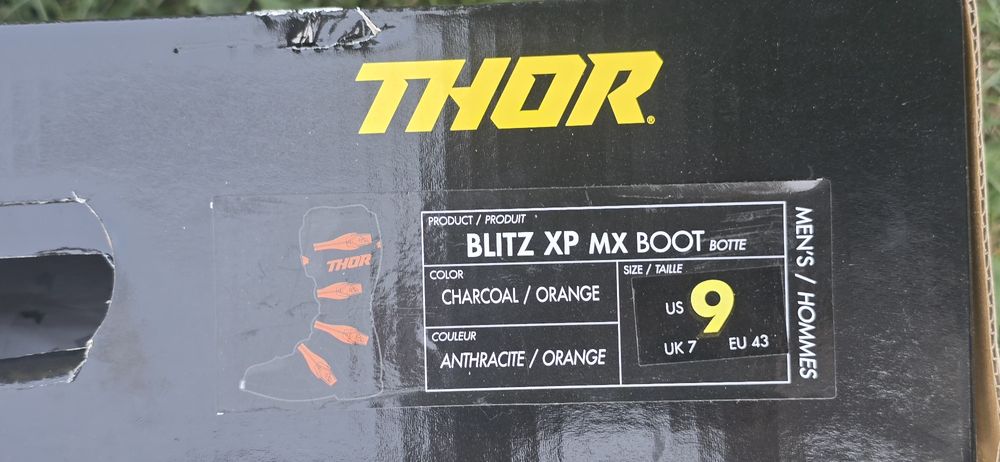 THOR®
THOR
PRODUCT / PRODUIT
BLITZ XP MX BOOT BOTTE
COLOR
CHARCOAL / ORANGE
COULEUR
ANTHRACITE / ORANGE
SIZE / TAILLE
US 9
UK 7 EU 43
MEN'S / HOMMES